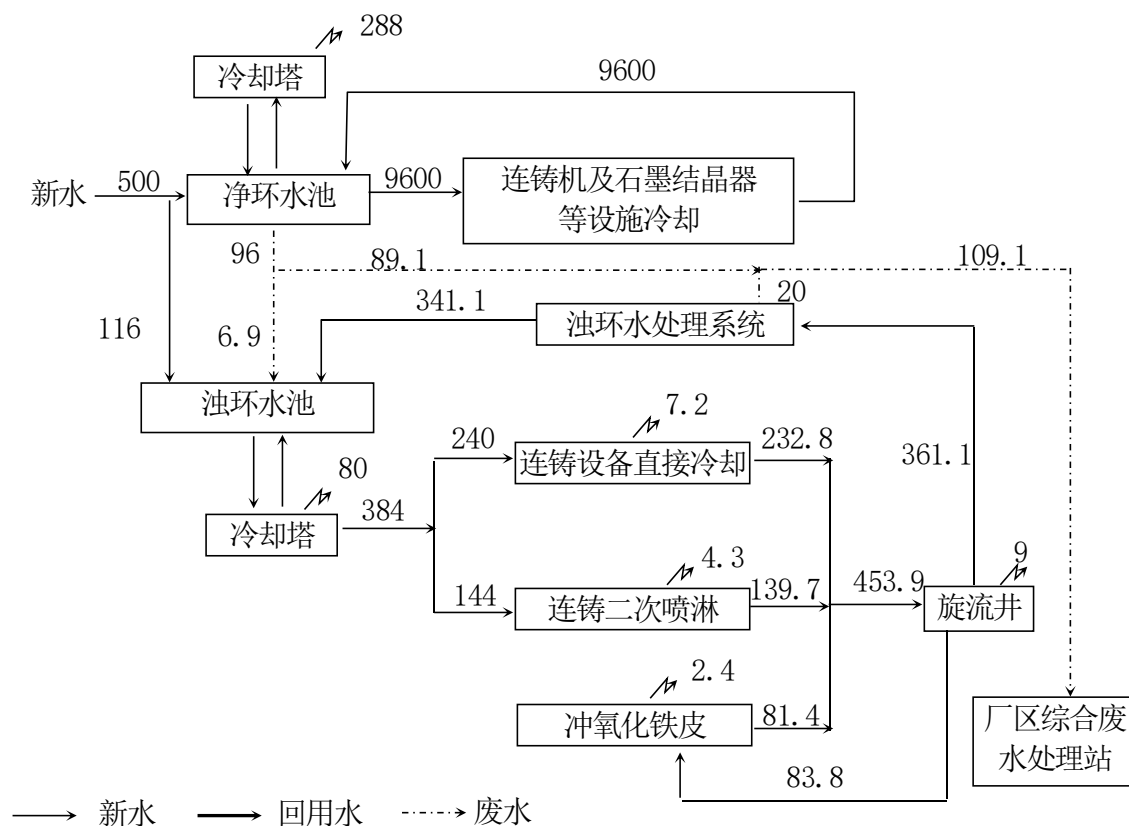 288
冷却塔
9600
新水
500
净环水池
9600
连铸机及石墨结晶器
等设施冷却
96
89.1
109.1
20
341.1
116
6.9
浊环水处理系统
浊环水池
7.2
240
连铸设备直接冷却
232.8
361.1
80
冷却塔
384
4.3
9
144
连铸二次喷淋
139.7
453.9
旋流井
2.4
冲氧化铁皮
81.4
厂区综合废
水处理站
83.8
新水
回用水
废水